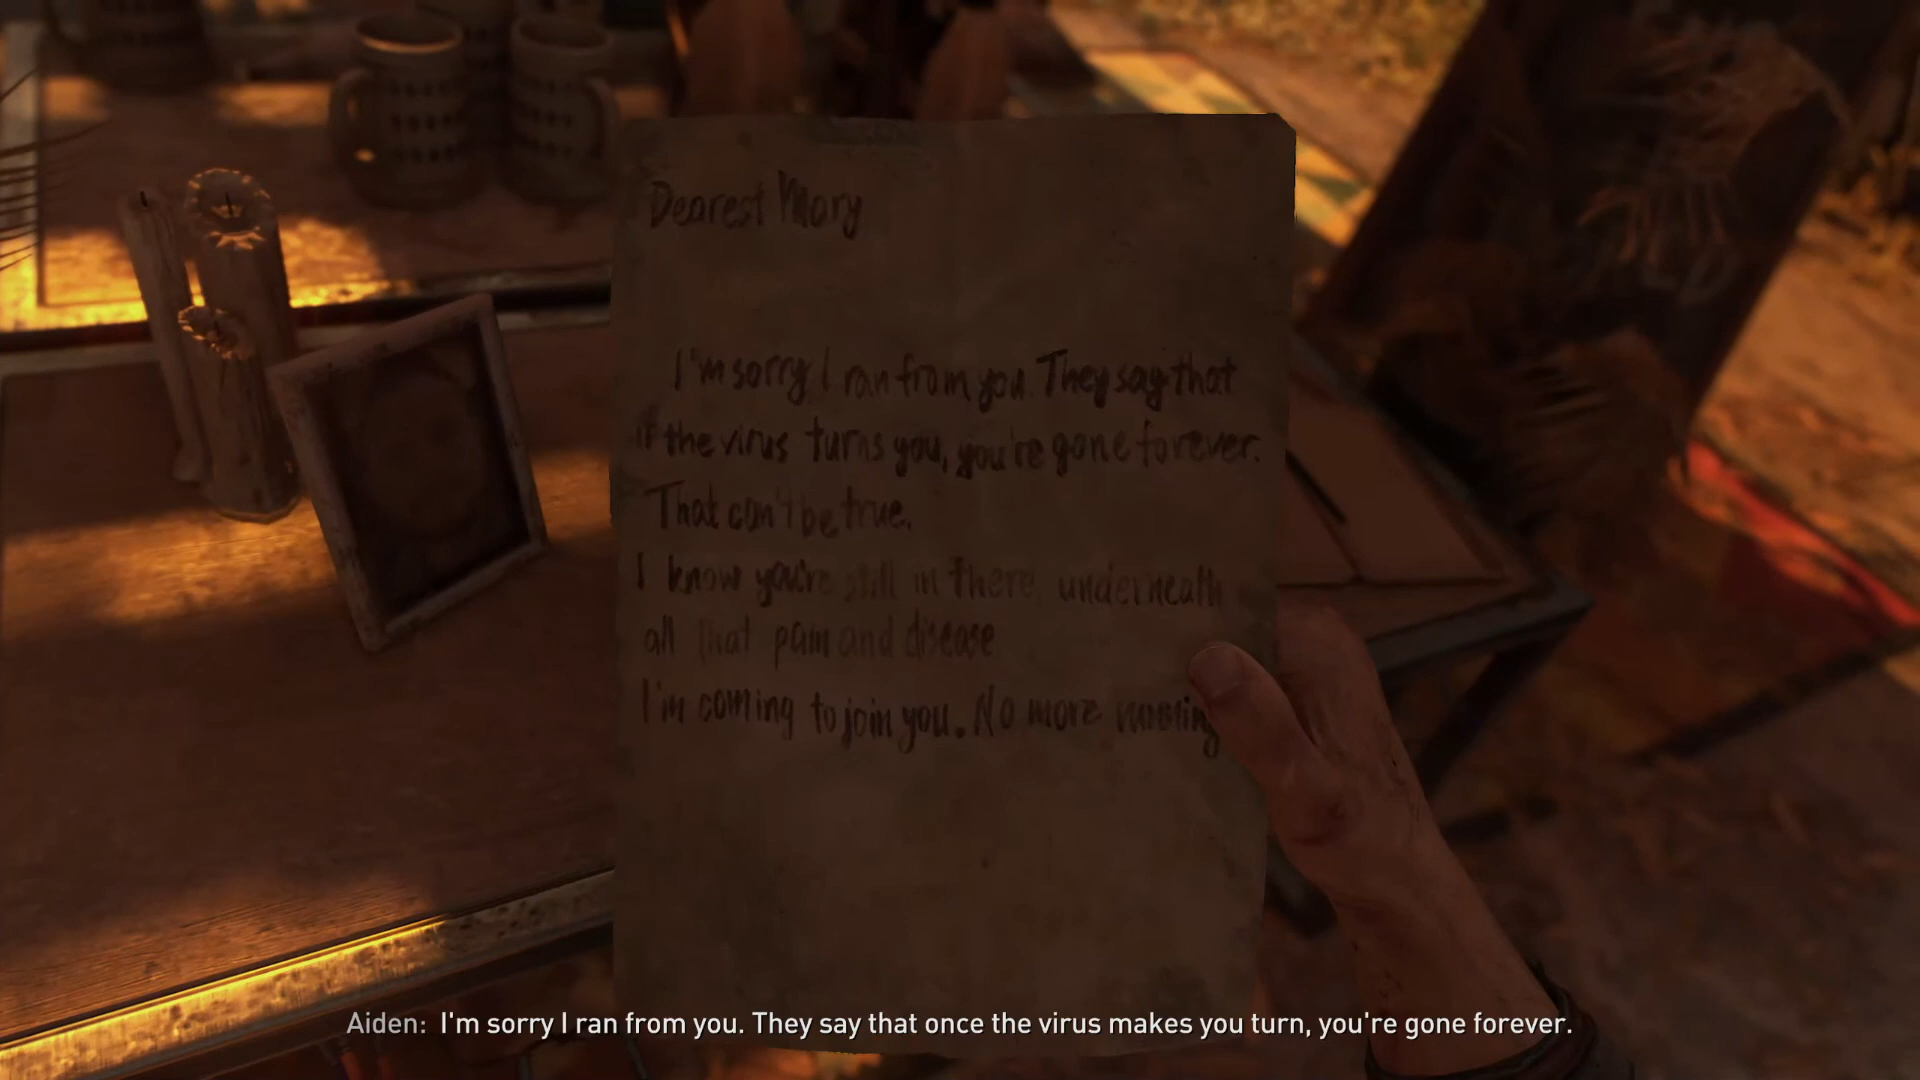 Dearest Mary
I'm sorry I ran from you. They say that
if the virus turns you, you're gone forever.
That can't be true.
I know you're still in there, underneath
all that pain and disease
I'm coming to join you. No more
Aiden: I'm sorry I ran from you. They say that once the virus makes you turn, you're gone forever.